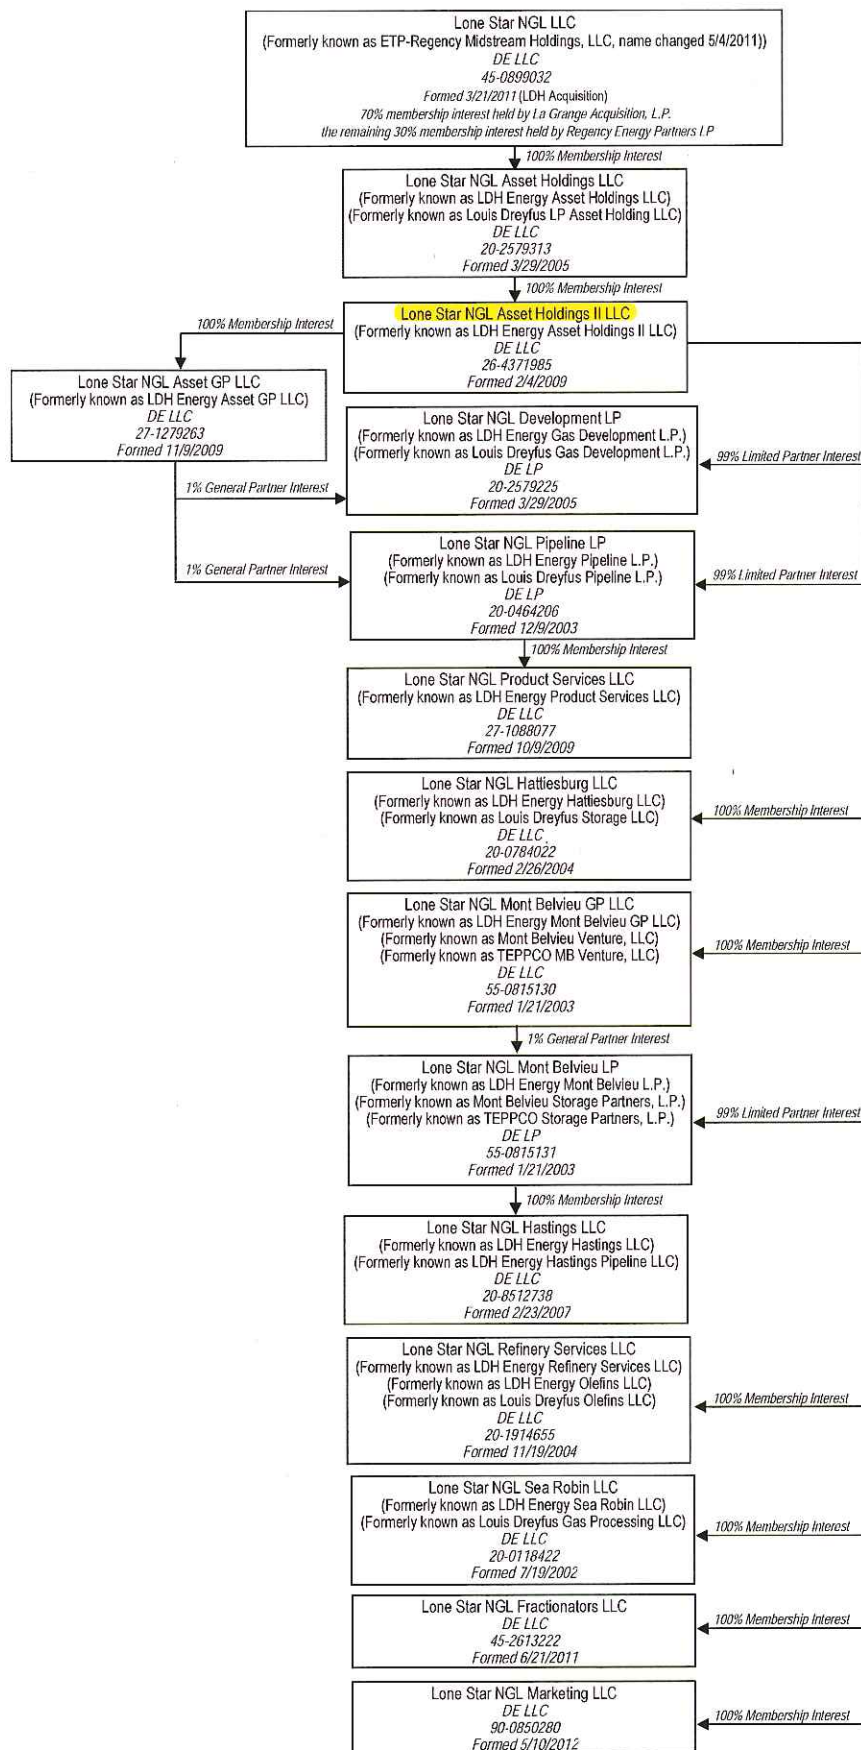 Lone Star NGL LLC
(Formerly known as ETP-Regency Midstream Holdings, LLC, name changed 5/4/2011))
DE LLC
45-0899032
Formed 3/21/2011 (LDH Acquisition)
70% membership interest held by La Grange Acquisition, L.P.
the remaining 30% membership interest held by Regency Energy Partners LP
100% Membership Interest
Lone Star NGL Asset Holdings LLC
(Formerly known as LDH Energy Asset Holdings LLC)
(Formerly known as Louis Dreyfus LP Asset Holding LLC)
DE LLC
20-2579313
Formed 3/29/2005
100% Membership Interest
Lone Star NGL Asset Holdings II LLC
(Formerly known as LDH Energy Asset Holdings II LLC)
DE LLC
26-4371985
Formed 2/4/2009
100% Membership Interest
Lone Star NGL Asset GP LLC
(Formerly known as LDH Energy Asset GP LLC)
DE LLC
27-1279263
Formed 11/9/2009
Lone Star NGL Development LP
(Formerly known as LDH Energy Gas Development L.P.)
(Formerly known as Louis Dreyfus Gas Development L.P.)
DE LP
20-2579225
Formed 3/29/2005
99% Limited Partner Interest
1% General Partner Interest
Lone Star NGL Pipeline LP
(Formerly known as LDH Energy Pipeline L.P.)
(Formerly known as Louis Dreyfus Pipeline L.P.)
DE LP
20-0464206
Formed 12/9/2003
1% General Partner Interest
99% Limited Partner Interest
100% Membership Interest
Lone Star NGL Product Services LLC
(Formerly known as LDH Energy Product Services LLC)
DE LLC
27-1088077
Formed 10/9/2009
Lone Star NGL Hattiesburg LLC
(Formerly known as LDH Energy Hattiesburg LLC)
(Formerly known as Louis Dreyfus Storage LLC)
DE LLC
20-0784022
Formed 2/26/2004
100% Membership Interest
Lone Star NGL Mont Belvieu GP LLC
(Formerly known as LDH Energy Mont Belvieu GP LLC)
(Formerly known as Mont Belvieu Venture, LLC)
(Formerly known as TEPPCO MB Venture, LLC)
DE LLC
55-0815130
Formed 1/21/2003
100% Membership Interest
1% General Partner Interest
Lone Star NGL Mont Belvieu LP
(Formerly known as LDH Energy Mont Belvieu L.P.)
(Formerly known as Mont Belvieu Storage Partners, L.P.)
(Formerly known as TEPPCO Storage Partners, L.P.)
DE LP
55-0815131
Formed 1/21/2003
99% Limited Partner Interest
100% Membership Interest
Lone Star NGL Hastings LLC
(Formerly known as LDH Energy Hastings LLC)
(Formerly known as LDH Energy Hastings Pipeline LLC)
DE LLC
20-8512738
Formed 2/23/2007
Lone Star NGL Refinery Services LLC
(Formerly known as LDH Energy Refinery Services LLC)
(Formerly known as LDH Energy Olefins LLC)
(Formerly known as Louis Dreyfus Olefins LLC)
DE LLC
20-1914655
Formed 11/19/2004
100% Membership Interest
Lone Star NGL Sea Robin LLC
(Formerly known as LDH Energy Sea Robin LLC)
(Formerly known as Louis Dreyfus Gas Processing LLC)
DE LLC
20-0118422
Formed 7/19/2002
100% Membership Interest
Lone Star NGL Fractionators LLC
DE LLC
45-2613222
Formed 6/21/2011
100% Membership Interest
Lone Star NGL Marketing LLC
DE LLC
90-0850280
Formed 5/10/2012
100% Membership Interest